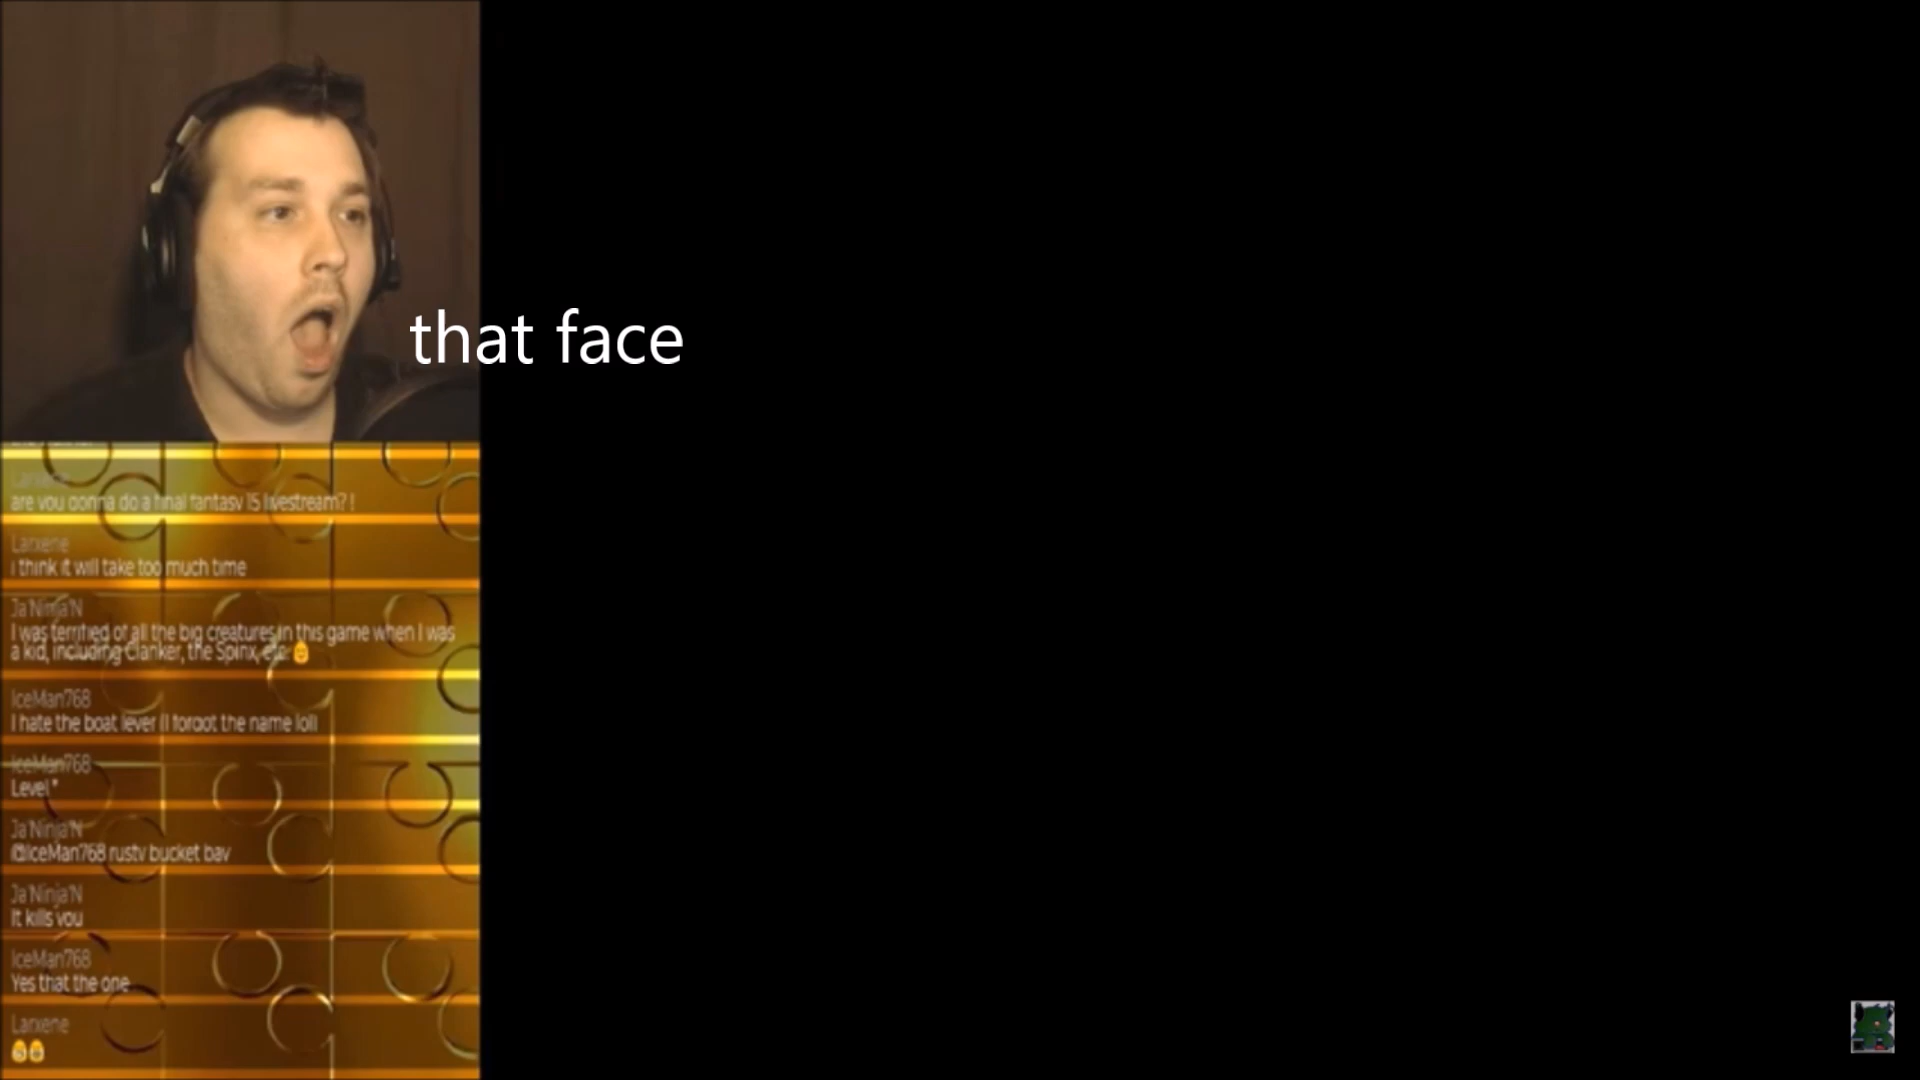 that face
Larxene
are you gonna do a final fantasy 15 livestream? !
Larxene
i think it will take too much time
Ja'Ninja'N
I was terrified of all the big creatures in this game when I was
a kid, including Clanker, the Spinx, etc
IceMan768
I hate the boat lever (I forgot the name lol)
IceMan768
Level*
Ja'Ninja'N
@IceMan768 rusty bucket bay
Ja'Ninja'N
It kills you
IceMan768
Yes that the one
Larxene